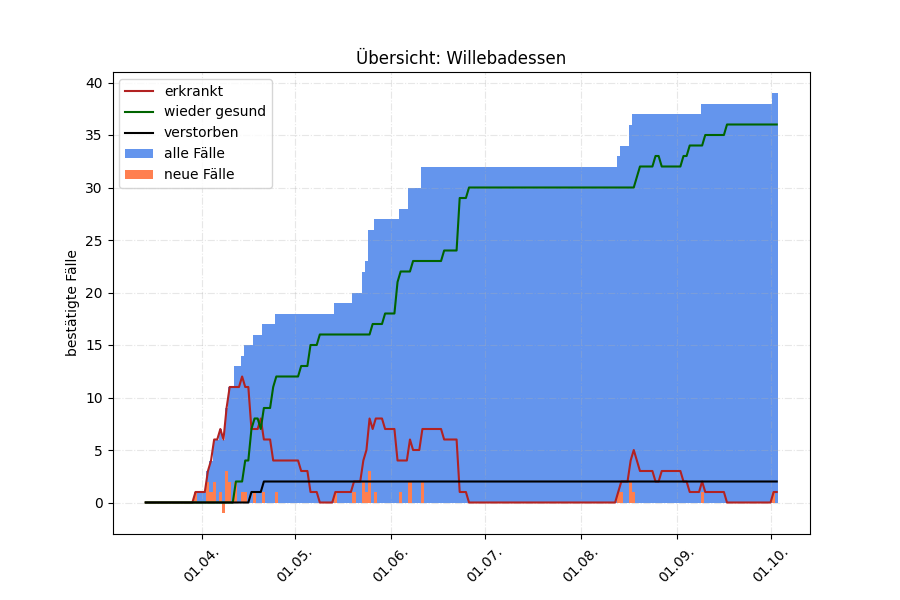 Übersicht: Willebadessen
erkrankt
wieder gesund
verstorben
alle Fälle
neue Fälle
bestätigte Fälle
40
35
30
25
20
15
10
5
0
01.04.
01.05.
01.06.
01.07.
01.08.
01.09.
01.10.